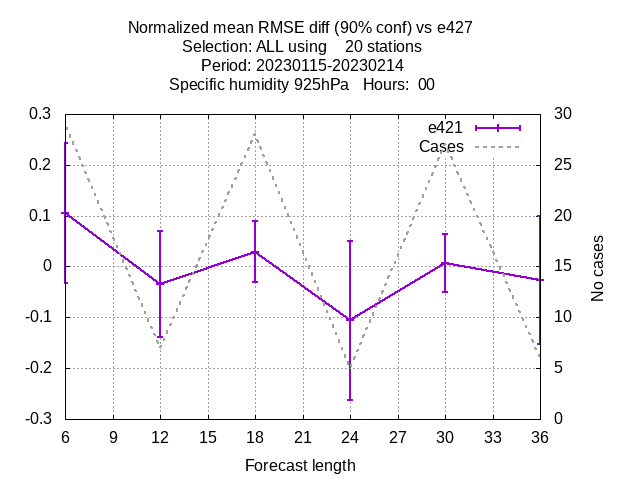 Normalized mean RMSE diff (90% conf) vs e427
Selection: ALL using    20 stations
Period: 20230115-20230214
Specific humidity 925hPa   Hours:  00
0.3
0.2
0.1
0
-0.1
-0.2
-0.3
30
25
20
15
10
5
0
e421
Cases
No cases
6 9 12 15 18 21 24 27 30 33 36
Forecast length